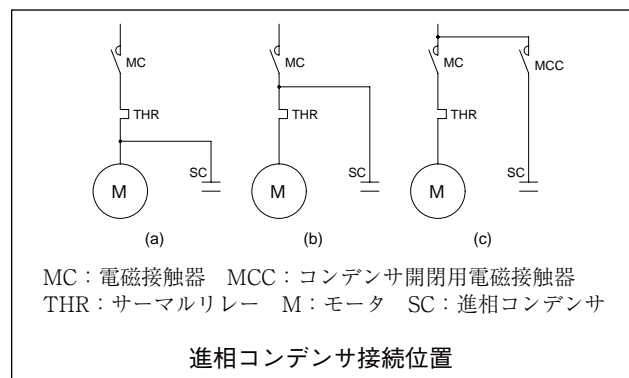 MC
MC
MC
MCC
THR
THR
THR
SC
SC
SC
M
M
M
(a)
(b)
(c)
MC：電磁接触器　MCC：コンデンサ開閉用電磁接触器
THR：サーマルリレー　M：モータ　SC：進相コンデンサ
進相コンデンサ接続位置